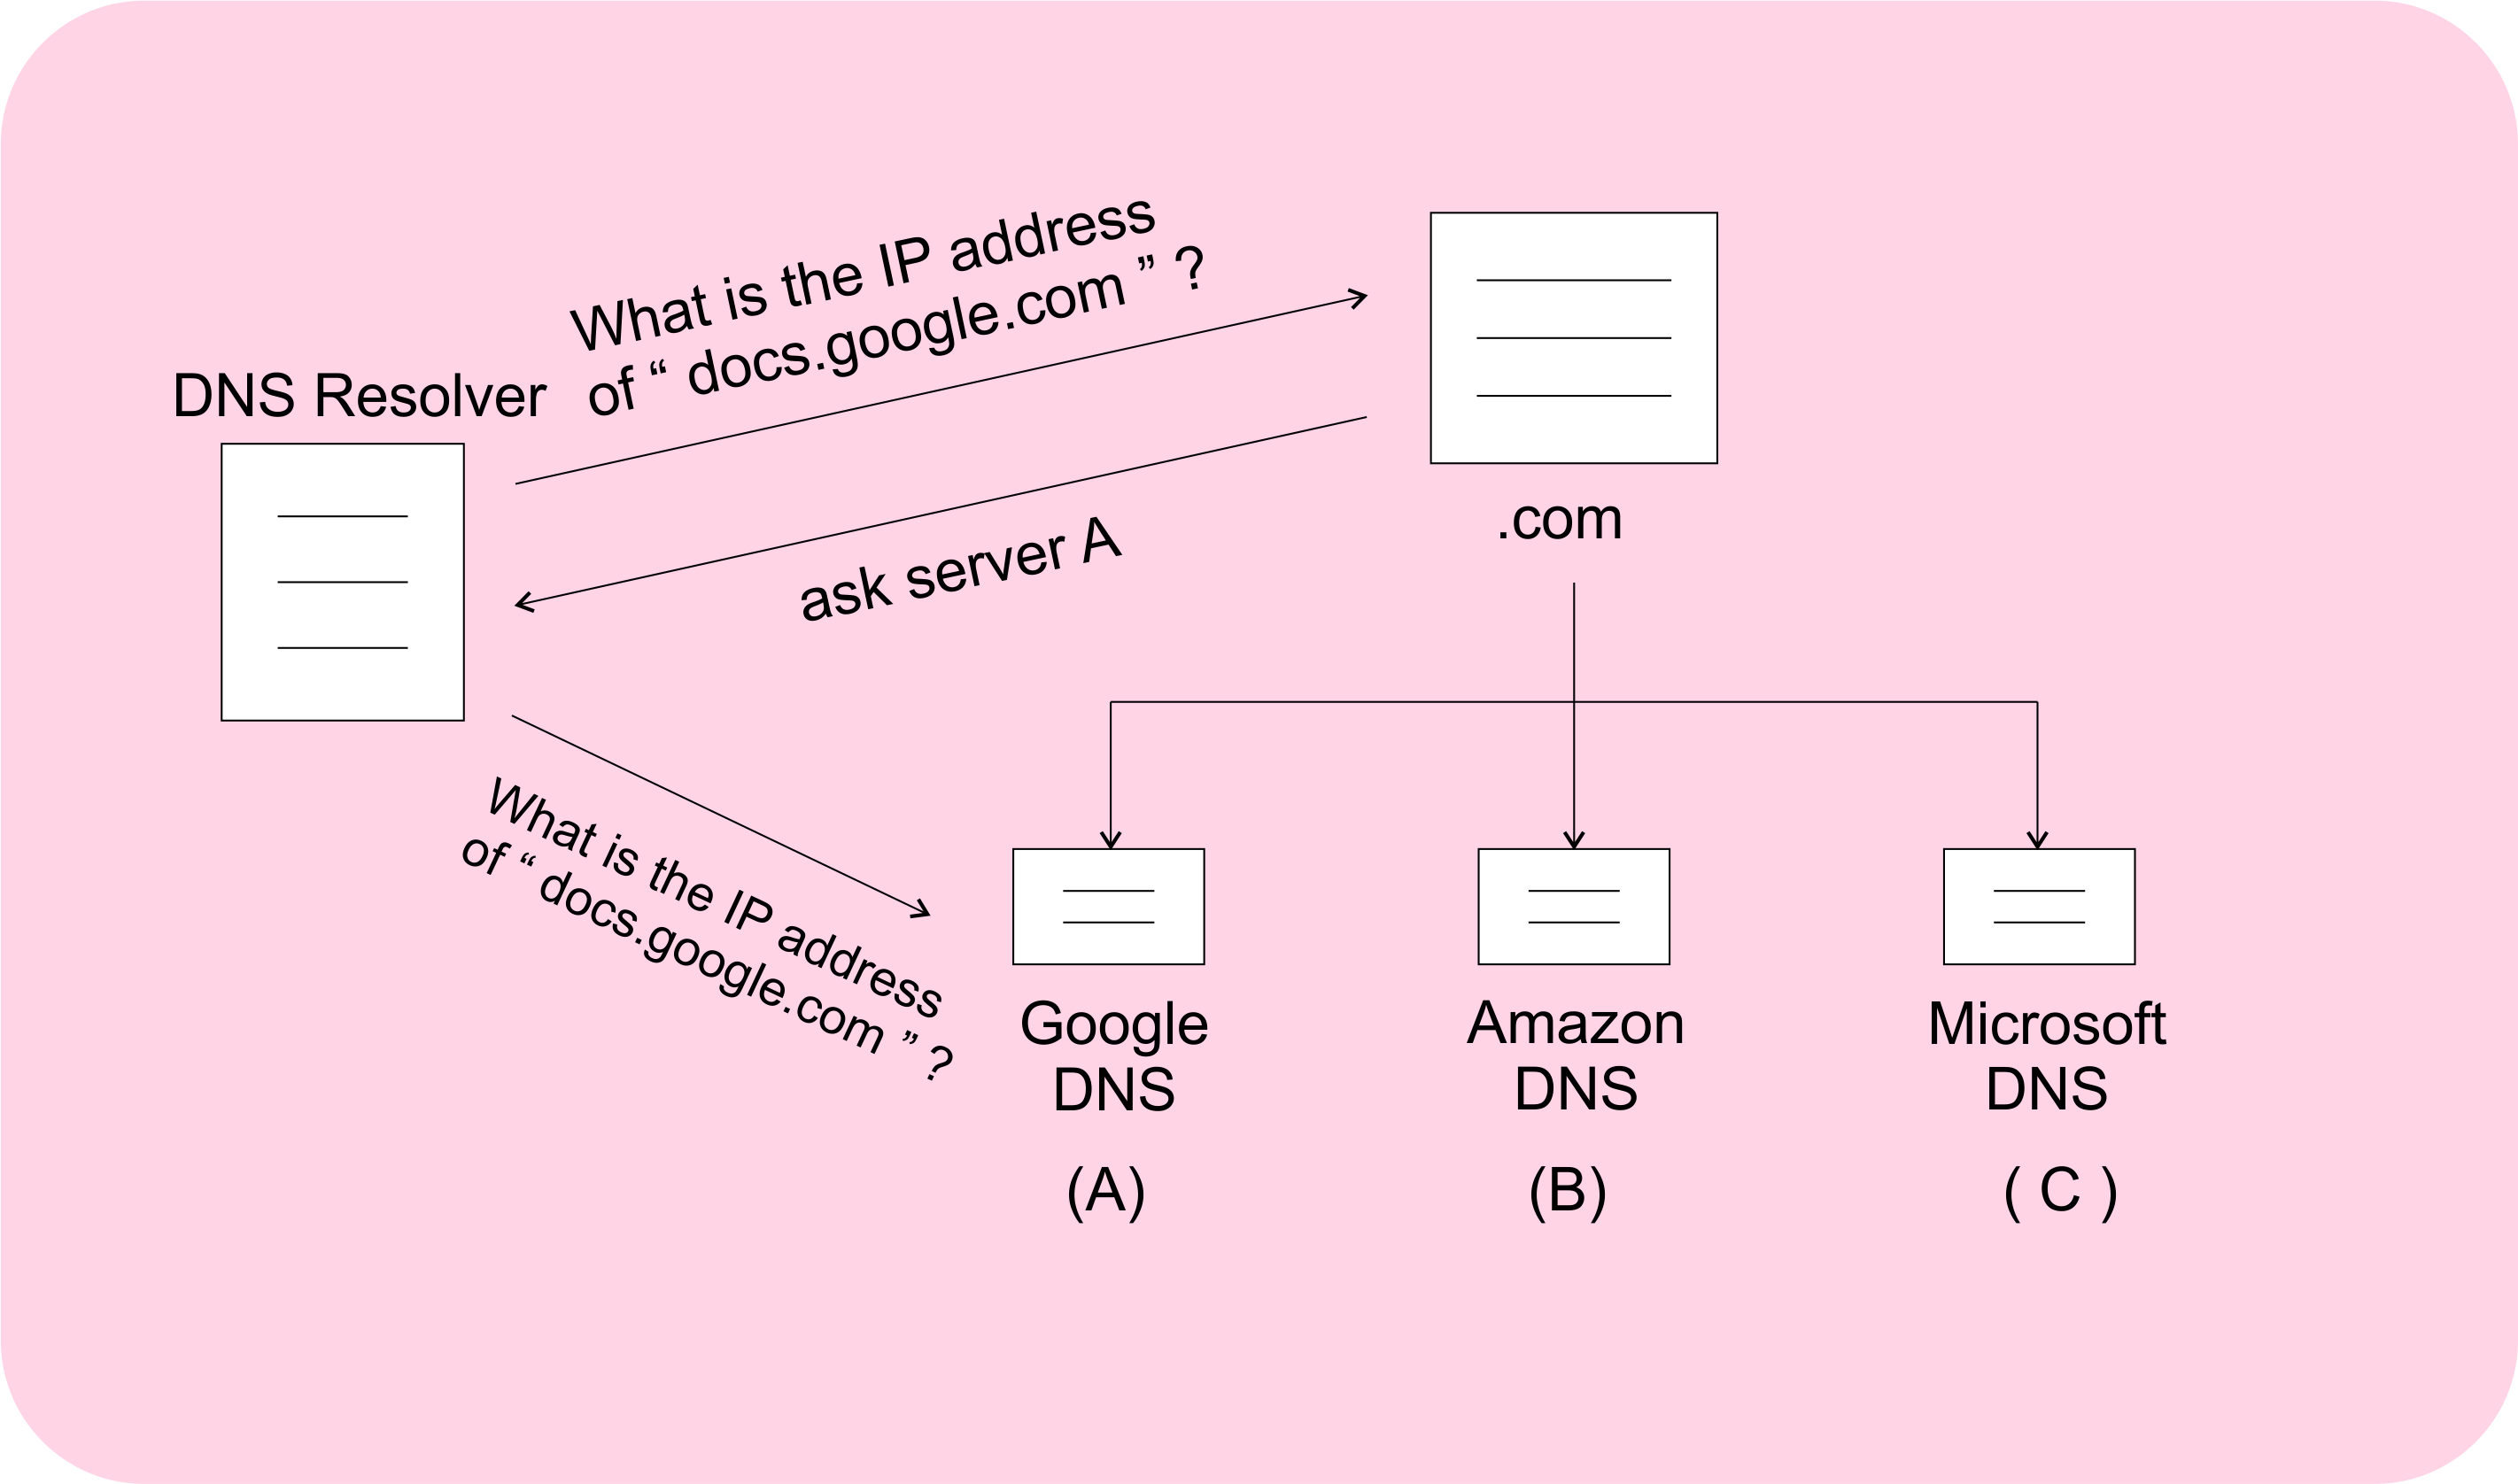 What is the IP address
of “ docs.google.com ” ?
DNS Resolver
.com
ask server A
What is the IP address
of “ docs.google.com ” ?
Google
DNS
(A)
Amazon
DNS
(B)
Microsoft
DNS
( C )